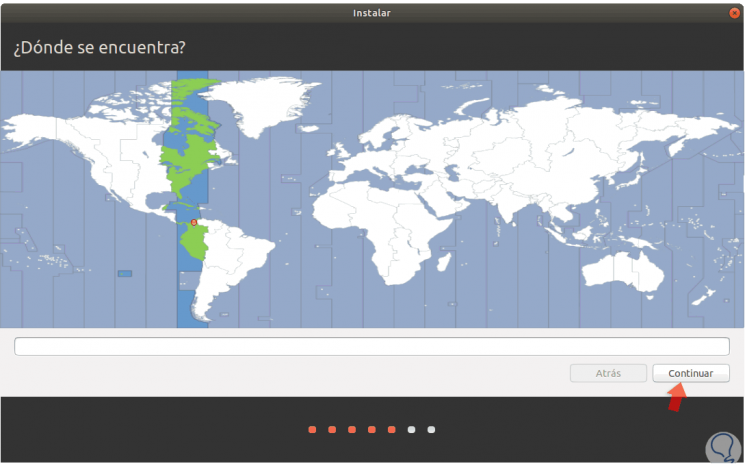 Instalar
¿Dónde se encuentra?
Atrás
Continuar